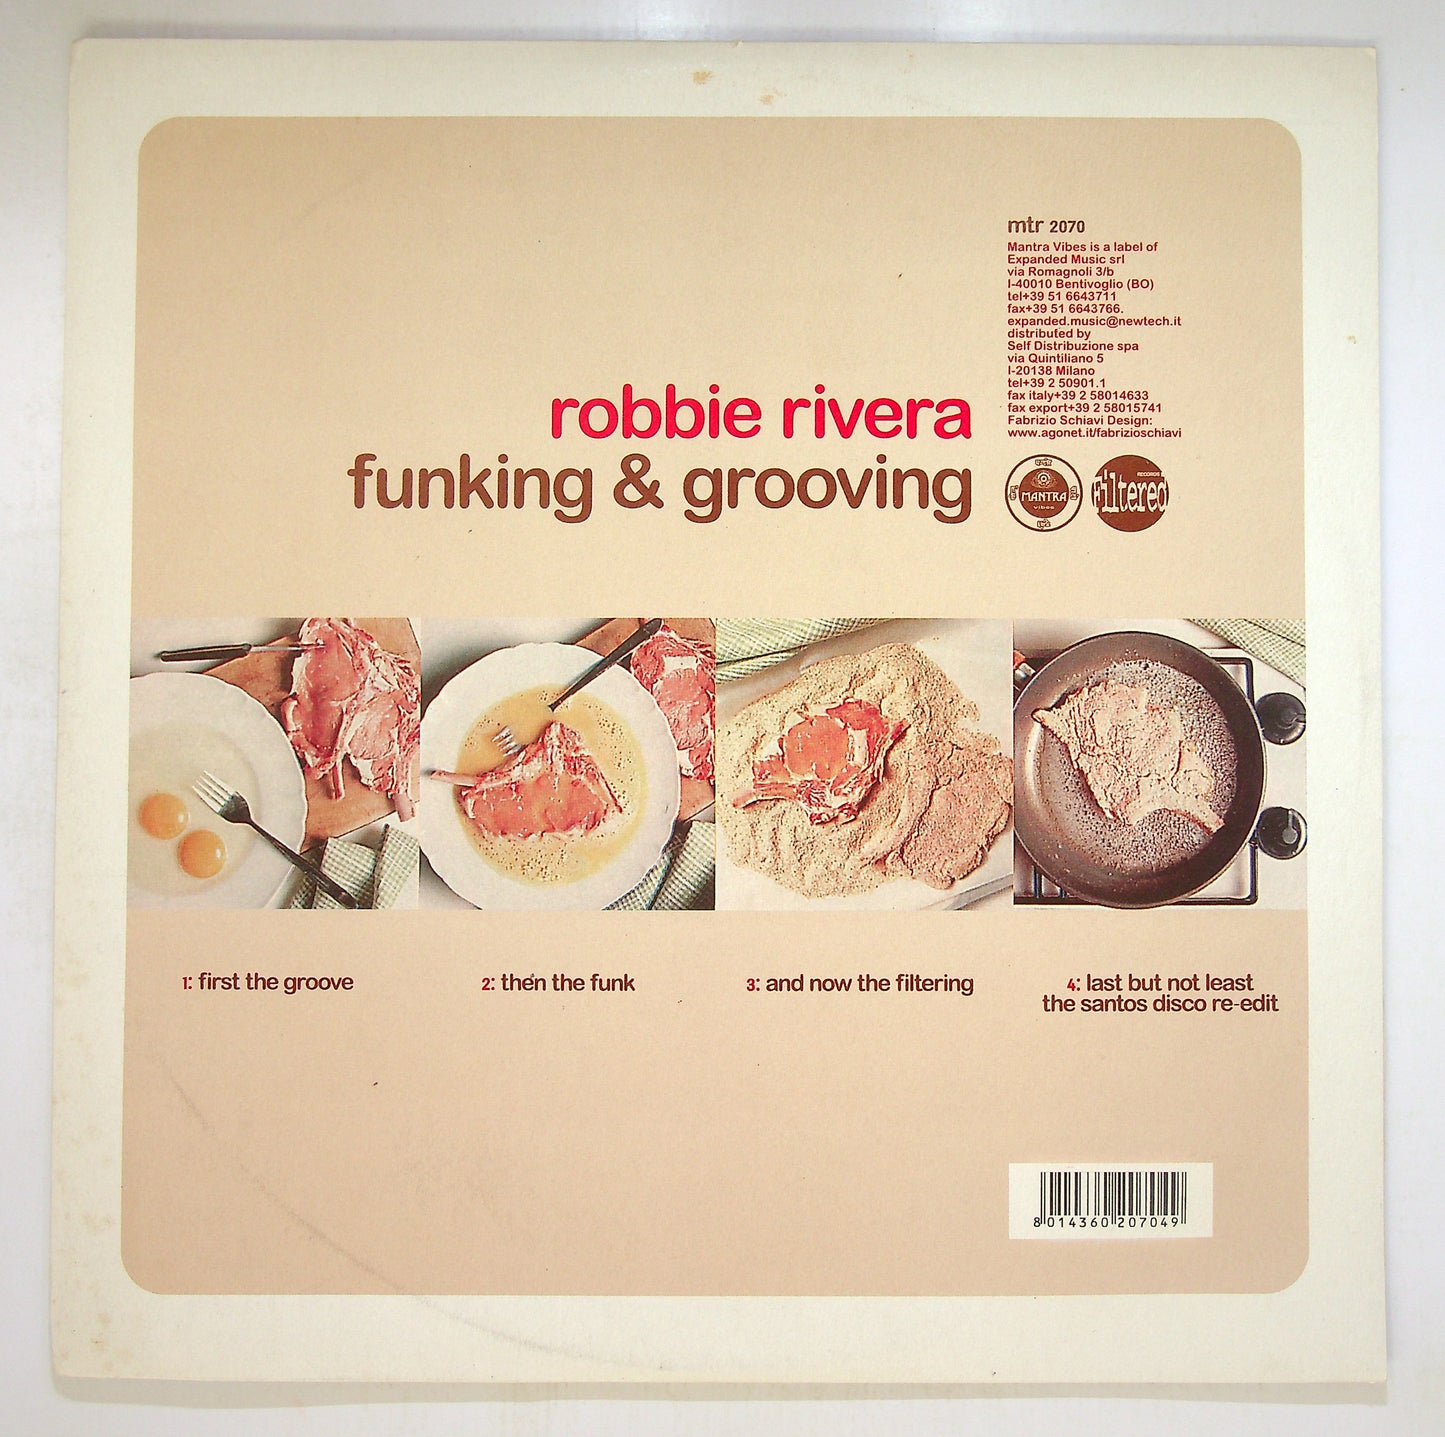 mtr 2070
Mantra Vibes is a label of
Expanded Music srl
via Romagnoli 3/b
I-40010 Bentivoglio (BO)
tel+39 51 6643711
fax+39 51 6643766.
expanded.music@newtech.it
distributed by
Self Distribuzione spa
via Quintiliano 5
I-20138 Milano
tel+39 2 50901.1
fax italy+39 2 58014633
fax export+39 2 58015741
Fabrizio Schiavi Design:
www.agonet.it/fabrizioschiavi
robbie rivera
funking & grooving
MANTRA
vibes
RECORDS
Filtered
1: first the groove
2: then the funk
3: and now the filtering
4: last but not least
the santos disco re-edit
8 014360 207049